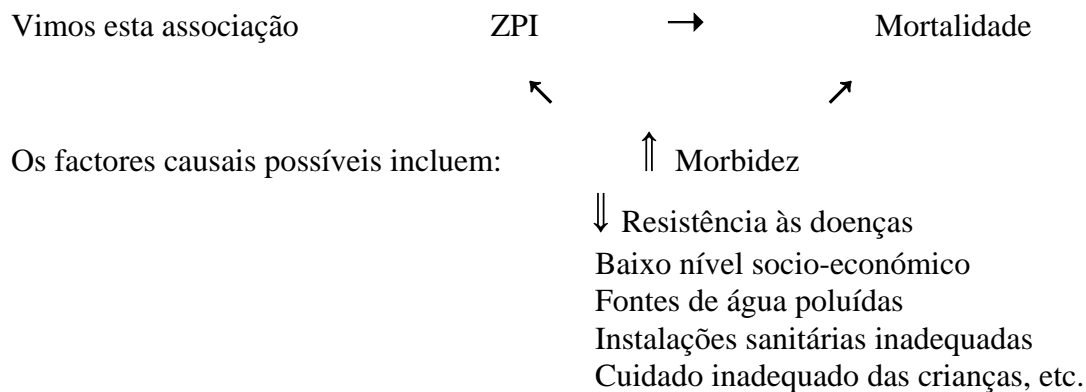 Vimos esta associação ZPI → Mortalidade
↖ ↗
Os factores causais possíveis incluem: ⇑ Morbidez
⇓ Resistência às doenças
Baixo nível socio-económico
Fontes de água poluídas
Instalações sanitárias inadequadas
Cuidado inadequado das crianças, etc.